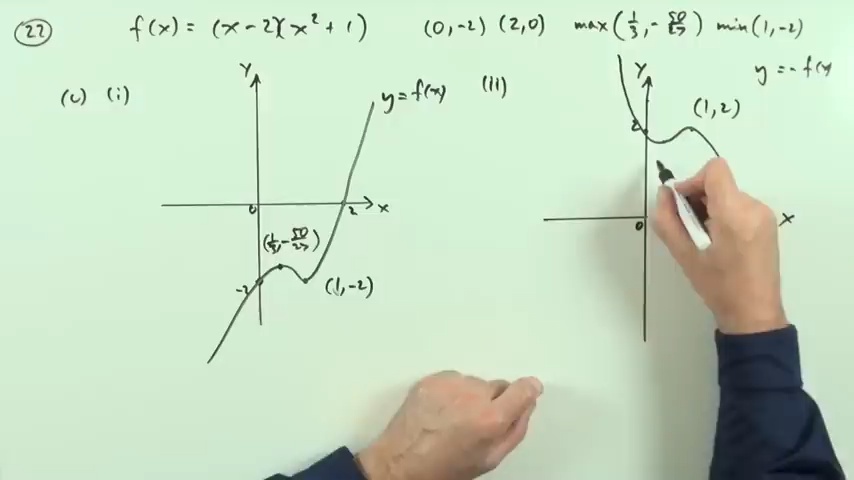 22 f(x) = (x-2)(x²+1) (0,-2) (2,0) max(1/3, -50/27) min(1,-2)
(c) (i) Y y=f(x) (ii) Y y=-f(x)
2 (1,2)
0 2 x 0 x
(1/3, -50/27)
-2 (1,-2)